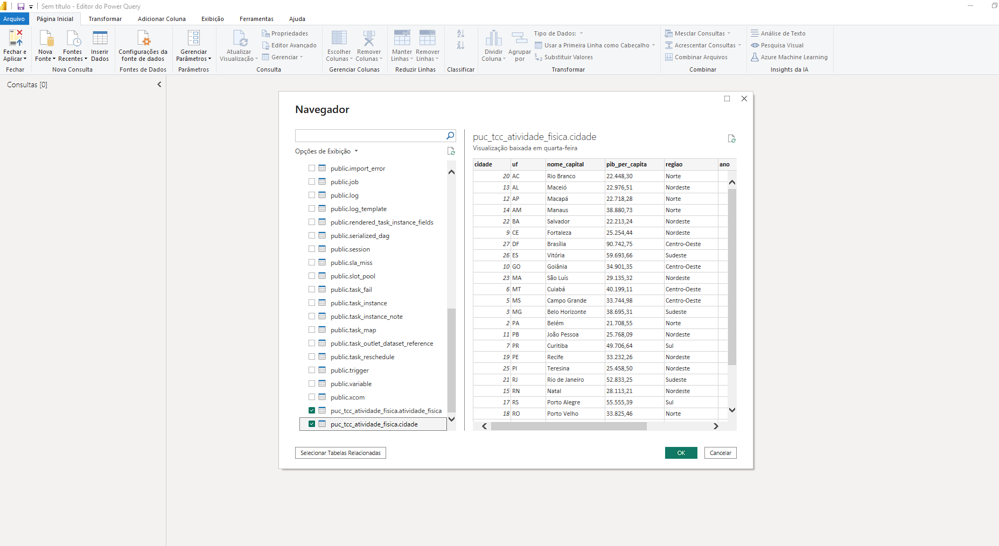 Sem título - Editor do Power Query
Arquivo Página Inicial Transformar Adicionar Coluna Exibição Ferramentas Ajuda
Fechar e Aplicar
Nova Fonte
Fontes Recentes
Inserir Dados
Configurações da fonte de dados
Gerenciar Parâmetros
Atualizar Visualização
Propriedades
Editor Avançado
Gerenciar
Escolher Colunas
Remover Colunas
Manter Linhas
Remover Linhas
Dividir Coluna
Agrupar por
Tipo de Dados:
Usar a Primeira Linha como Cabeçalho
Substituir Valores
Mesclar Consultas
Acrescentar Consultas
Combinar Arquivos
Análise de Texto
Pesquisa Visual
Azure Machine Learning
Fechar Nova Consulta Fontes de Dados Parâmetros Consulta Gerenciar Colunas Reduzir Linhas Classificar Transformar Combinar Insights da IA
Consultas [0]
Navegador
Opções de Exibição
public.import_error
public.job
public.log
public.log_template
public.rendered_task_instance_fields
public.serialized_dag
public.session
public.sla_miss
public.slot_pool
public.task_fail
public.task_instance
public.task_instance_note
public.task_map
public.task_outlet_dataset_reference
public.task_reschedule
public.trigger
public.variable
public.xcom
puc_tcc_atividade_fisica.atividade_fisica
puc_tcc_atividade_fisica.cidade
puc_tcc_atividade_fisica.cidade
Visualização baixada em quarta-feira
cidade uf nome_capital pib_per_capita regiao ano
20 AC Rio Branco 22.448,30 Norte
13 AL Maceió 22.976,51 Nordeste
12 AP Macapá 22.718,28 Norte
14 AM Manaus 38.880,73 Norte
22 BA Salvador 22.213,24 Nordeste
9 CE Fortaleza 25.254,44 Nordeste
27 DF Brasília 90.742,75 Centro-Oeste
26 ES Vitória 59.693,66 Sudeste
10 GO Goiânia 34.901,35 Centro-Oeste
23 MA São Luís 29.135,32 Nordeste
6 MT Cuiabá 40.199,11 Centro-Oeste
5 MS Campo Grande 33.744,98 Centro-Oeste
3 MG Belo Horizonte 38.695,31 Sudeste
2 PA Belém 21.708,55 Norte
11 PB João Pessoa 25.768,09 Nordeste
7 PR Curitiba 49.706,64 Sul
19 PE Recife 33.232,26 Nordeste
25 PI Teresina 25.458,50 Nordeste
21 RJ Rio de Janeiro 52.833,25 Sudeste
15 RN Natal 28.113,21 Nordeste
17 RS Porto Alegre 55.555,39 Sul
18 RO Porto Velho 33.825,46 Norte
Selecionar Tabelas Relacionadas
OK Cancelar